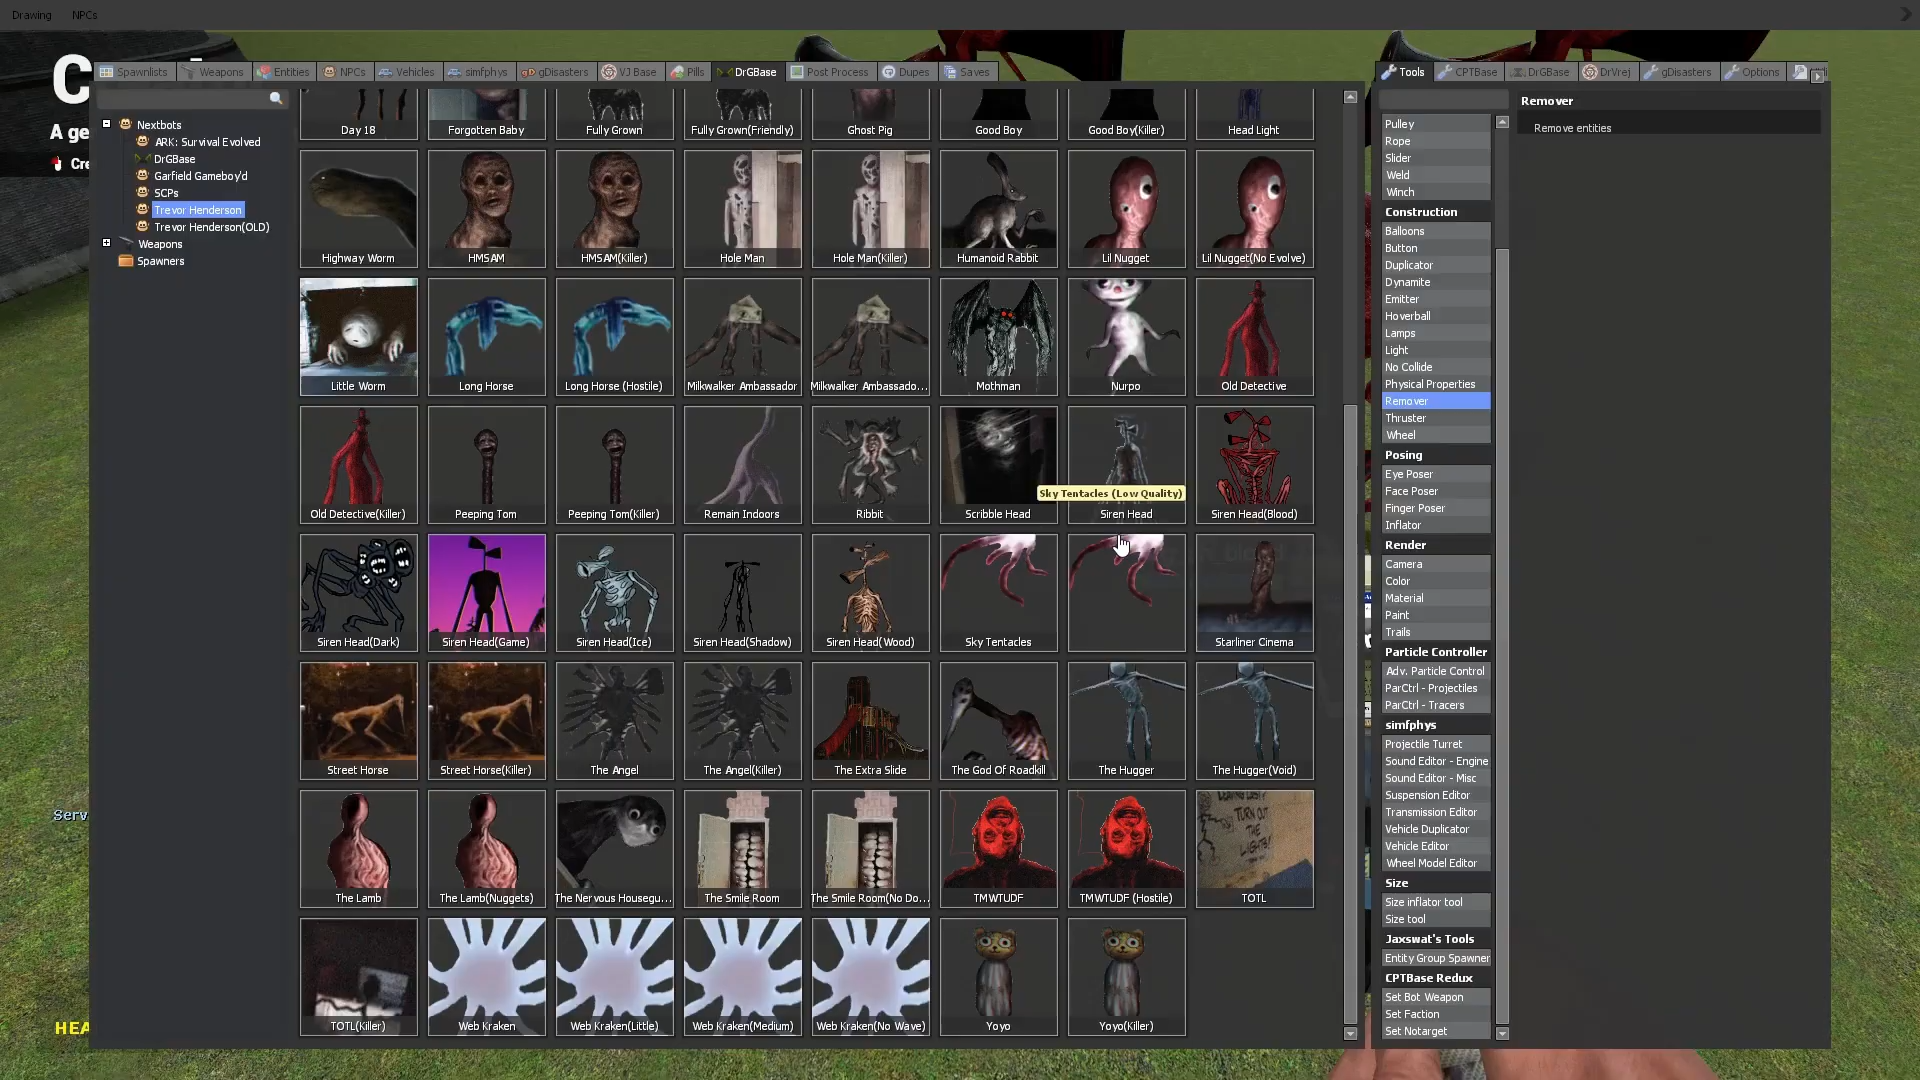 Drawing NPCs
C
A ge
Cre
Serv
HEA
Spawnlists Weapons Entities NPCs Vehicles simfphys gDisasters VJ Base Pills DrGBase Post Process Dupes Saves
Nextbots
ARK: Survival Evolved
DrGBase
Garfield Gameboy'd
SCPs
Trevor Henderson
Trevor Henderson(OLD)
Weapons
Spawners
Day 18 Forgotten Baby Fully Grown Fully Grown(Friendly) Ghost Pig Good Boy Good Boy(Killer) Head Light
Highway Worm HMSAM HMSAM(Killer) Hole Man Hole Man(Killer) Humanoid Rabbit Lil Nugget Lil Nugget(No Evolve)
Little Worm Long Horse Long Horse (Hostile) Milkwalker Ambassador Milkwalker Ambassado... Mothman Nurpo Old Detective
Sky Tentacles (Low Quality)
Old Detective(Killer) Peeping Tom Peeping Tom(Killer) Remain Indoors Ribbit Scribble Head Siren Head Siren Head(Blood)
Siren Head(Dark) Siren Head(Game) Siren Head(Ice) Siren Head(Shadow) Siren Head(Wood) Sky Tentacles Starliner Cinema
Street Horse Street Horse(Killer) The Angel The Angel(Killer) The Extra Slide The God Of Roadkill The Hugger The Hugger(Void)
TURN OUT
THE
LIGHTS!
The Lamb The Lamb(Nuggets) The Nervous Housegu... The Smile Room The Smile Room(No Do... TMWTUDF TMWTUDF (Hostile) TOTL
TOTL(Killer) Web Kraken Web Kraken(Little) Web Kraken(Medium) Web Kraken(No Wave) Yoyo Yoyo(Killer)
Tools CPTBase DrGBase DrVrej gDisasters Options
Pulley
Rope
Slider
Weld
Winch
Construction
Balloons
Button
Duplicator
Dynamite
Emitter
Hoverball
Lamps
Light
No Collide
Physical Properties
Remover
Thruster
Wheel
Posing
Eye Poser
Face Poser
Finger Poser
Inflator
Render
Camera
Color
Material
Paint
Trails
Particle Controller
Adv. Particle Control
ParCtrl - Projectiles
ParCtrl - Tracers
simfphys
Projectile Turret
Sound Editor - Engine
Sound Editor - Misc
Suspension Editor
Transmission Editor
Vehicle Duplicator
Vehicle Editor
Wheel Model Editor
Size
Size inflator tool
Size tool
Jaxswat's Tools
Entity Group Spawner
CPTBase Redux
Set Bot Weapon
Set Faction
Set Notarget
Remover
Remove entities